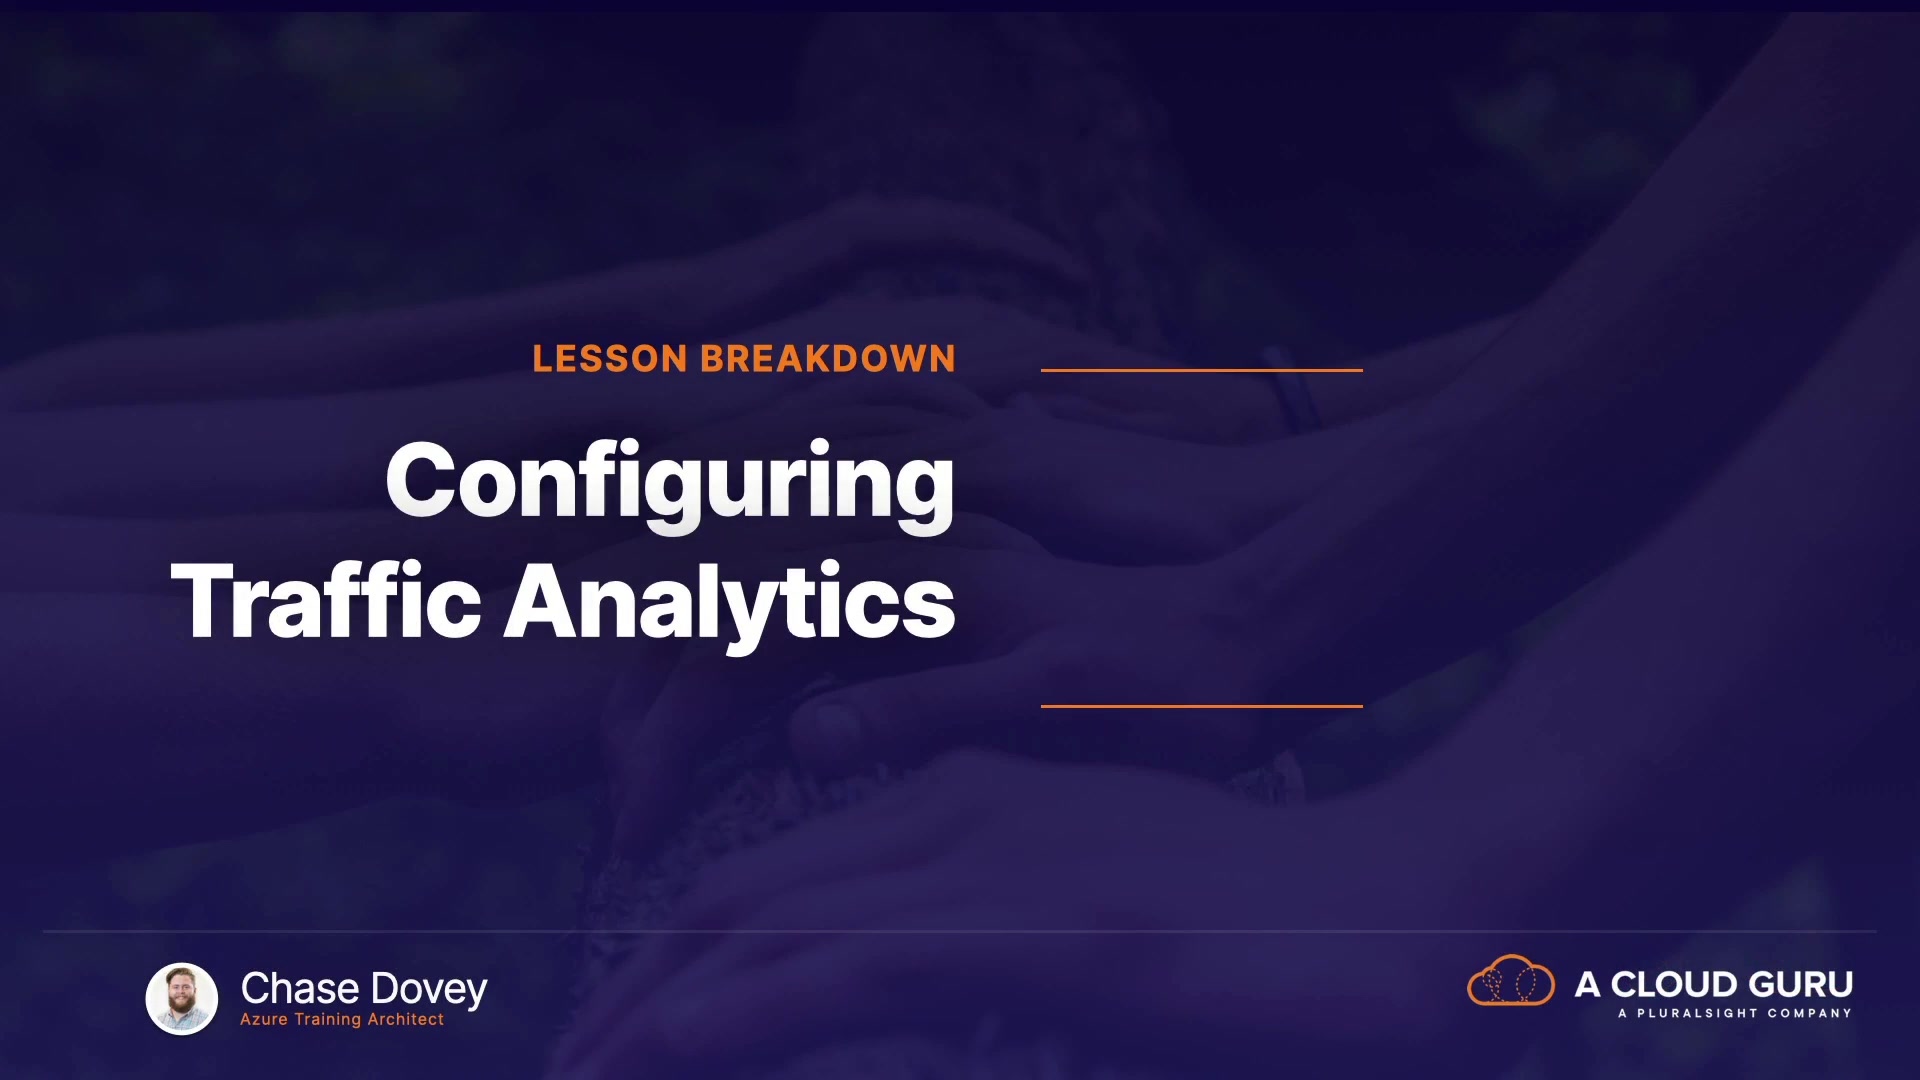 LESSON BREAKDOWN
Configuring
Traffic Analytics
Chase Dovey
Azure Training Architect
A CLOUD GURU
A PLURALSIGHT COMPANY